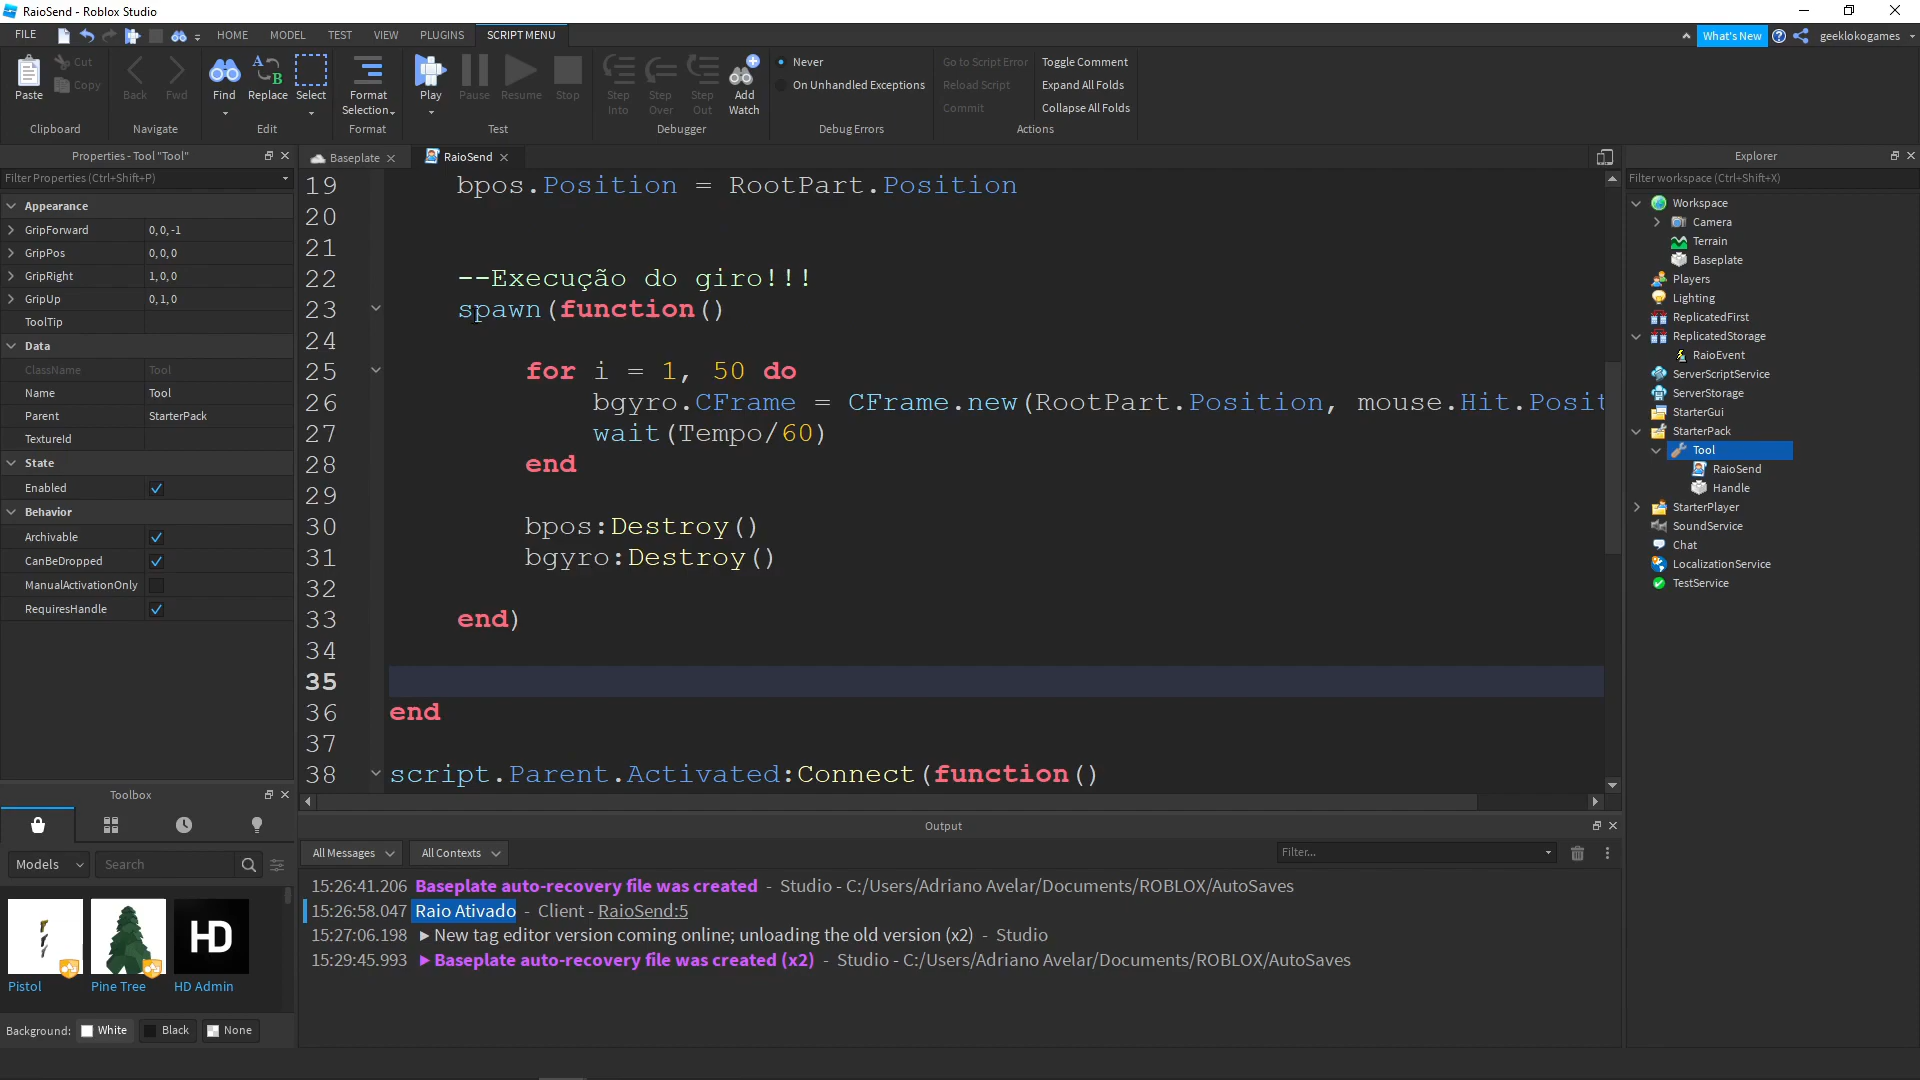 RaioSend - Roblox Studio
FILE HOME MODEL TEST VIEW PLUGINS SCRIPT MENU What's New geeklokogames
Paste Cut Copy Back Fwd Find Replace Select Format Selection Play Pause Resume Stop Step Into Step Over Step Out Add Watch
Never
On Unhandled Exceptions
Go to Script Error
Reload Script
Commit
Toggle Comment
Expand All Folds
Collapse All Folds
Clipboard Navigate Edit Format Test Debugger Debug Errors Actions
Properties - Tool "Tool"
Filter Properties (Ctrl+Shift+P)
Appearance
GripForward 0, 0, -1
GripPos 0, 0, 0
GripRight 1, 0, 0
GripUp 0, 1, 0
ToolTip
Data
ClassName Tool
Name Tool
Parent StarterPack
TextureId
State
Enabled
Behavior
Archivable
CanBeDropped
ManualActivationOnly
RequiresHandle
Baseplate RaioSend
19 bpos.Position = RootPart.Position
20
21
22 --Execução do giro!!!
23 spawn(function()
24
25 for i = 1, 50 do
26 bgyro.CFrame = CFrame.new(RootPart.Position, mouse.Hit.Posit
27 wait(Tempo/60)
28 end
29
30 bpos:Destroy()
31 bgyro:Destroy()
32
33 end)
34
35
36 end
37
38 script.Parent.Activated:Connect(function()
Explorer
Filter workspace (Ctrl+Shift+X)
Workspace
Camera
Terrain
Baseplate
Players
Lighting
ReplicatedFirst
ReplicatedStorage
RaioEvent
ServerScriptService
ServerStorage
StarterGui
StarterPack
Tool
RaioSend
Handle
StarterPlayer
SoundService
Chat
LocalizationService
TestService
Toolbox
Models Search
HD
Pistol Pine Tree HD Admin
Background: White Black None
Output
All Messages All Contexts Filter...
15:26:41.206 Baseplate auto-recovery file was created - Studio - C:/Users/Adriano Avelar/Documents/ROBLOX/AutoSaves
15:26:58.047 Raio Ativado - Client - RaioSend:5
15:27:06.198 New tag editor version coming online; unloading the old version (x2) - Studio
15:29:45.993 Baseplate auto-recovery file was created (x2) - Studio - C:/Users/Adriano Avelar/Documents/ROBLOX/AutoSaves